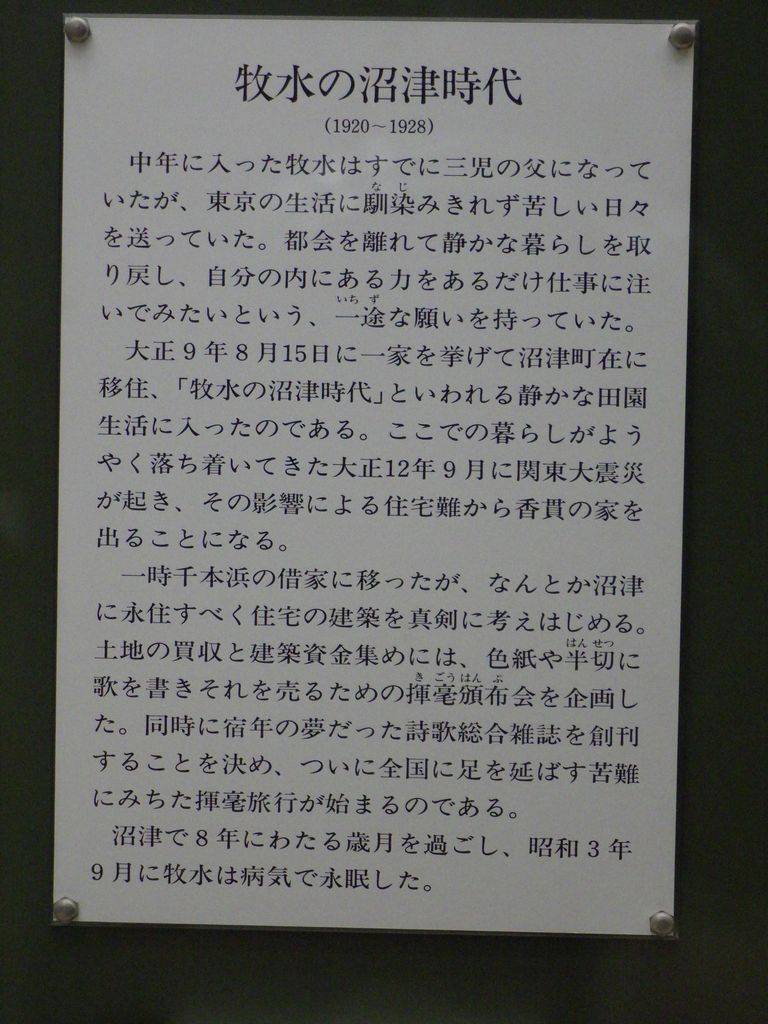 牧水の沼津時代
(1920～1928)
中年に入った牧水はすでに三児の父になって
いたが、東京の生活に馴染みきれず苦しい日々
を送っていた。都会を離れて静かな暮らしを取
り戻し、自分の内にある力をあるだけ仕事に注
いでみたいという、一途な願いを持っていた。
大正9年8月15日に一家を挙げて沼津町在に
移住、「牧水の沼津時代」といわれる静かな田園
生活に入ったのである。ここでの暮らしがよう
やく落ち着いてきた大正12年9月に関東大震災
が起き、その影響による住宅難から香貫の家を
出ることになる。
一時千本浜の借家に移ったが、なんとか沼津
に永住すべく住宅の建築を真剣に考えはじめる。
土地の買収と建築資金集めには、色紙や半切に
歌を書きそれを売るための揮毫頒布会を企画し
た。同時に宿年の夢だった詩歌総合雑誌を創刊
することを決め、ついに全国に足を延ばす苦難
にみちた揮毫旅行が始まるのである。
沼津で8年にわたる歳月を過ごし、昭和3年
9月に牧水は病気で永眠した。